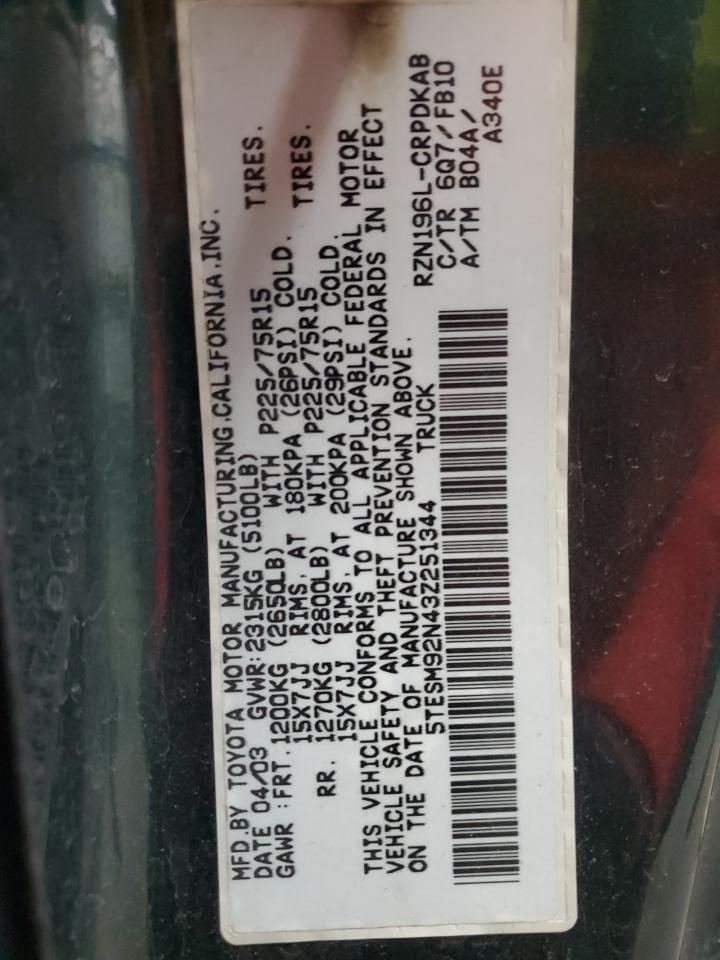 MFD.BY TOYOTA MOTOR MANUFACTURING.CALIFORNIA.INC.
DATE 04/03 GVWR:2315KG (5100LB)
GAWR :FRT.1200KG (2650LB) WITH P225/75R15 TIRES.
15X7JJ RIMS, AT 180KPA (26PSI) COLD.
RR. 1270KG (2800LB) WITH P225/75R15 TIRES.
15X7JJ RIMS, AT 200KPA (29PSI) COLD.
THIS VEHICLE CONFORMS TO ALL APPLICABLE FEDERAL MOTOR
VEHICLE SAFETY AND THEFT PREVENTION STANDARDS IN EFFECT
ON THE DATE OF MANUFACTURE SHOWN ABOVE.
5TESM92N43Z251344 TRUCK
RZN196L-CRPDKAB
C/TR 6Q7/FB10
A/TM B04A/
A340E